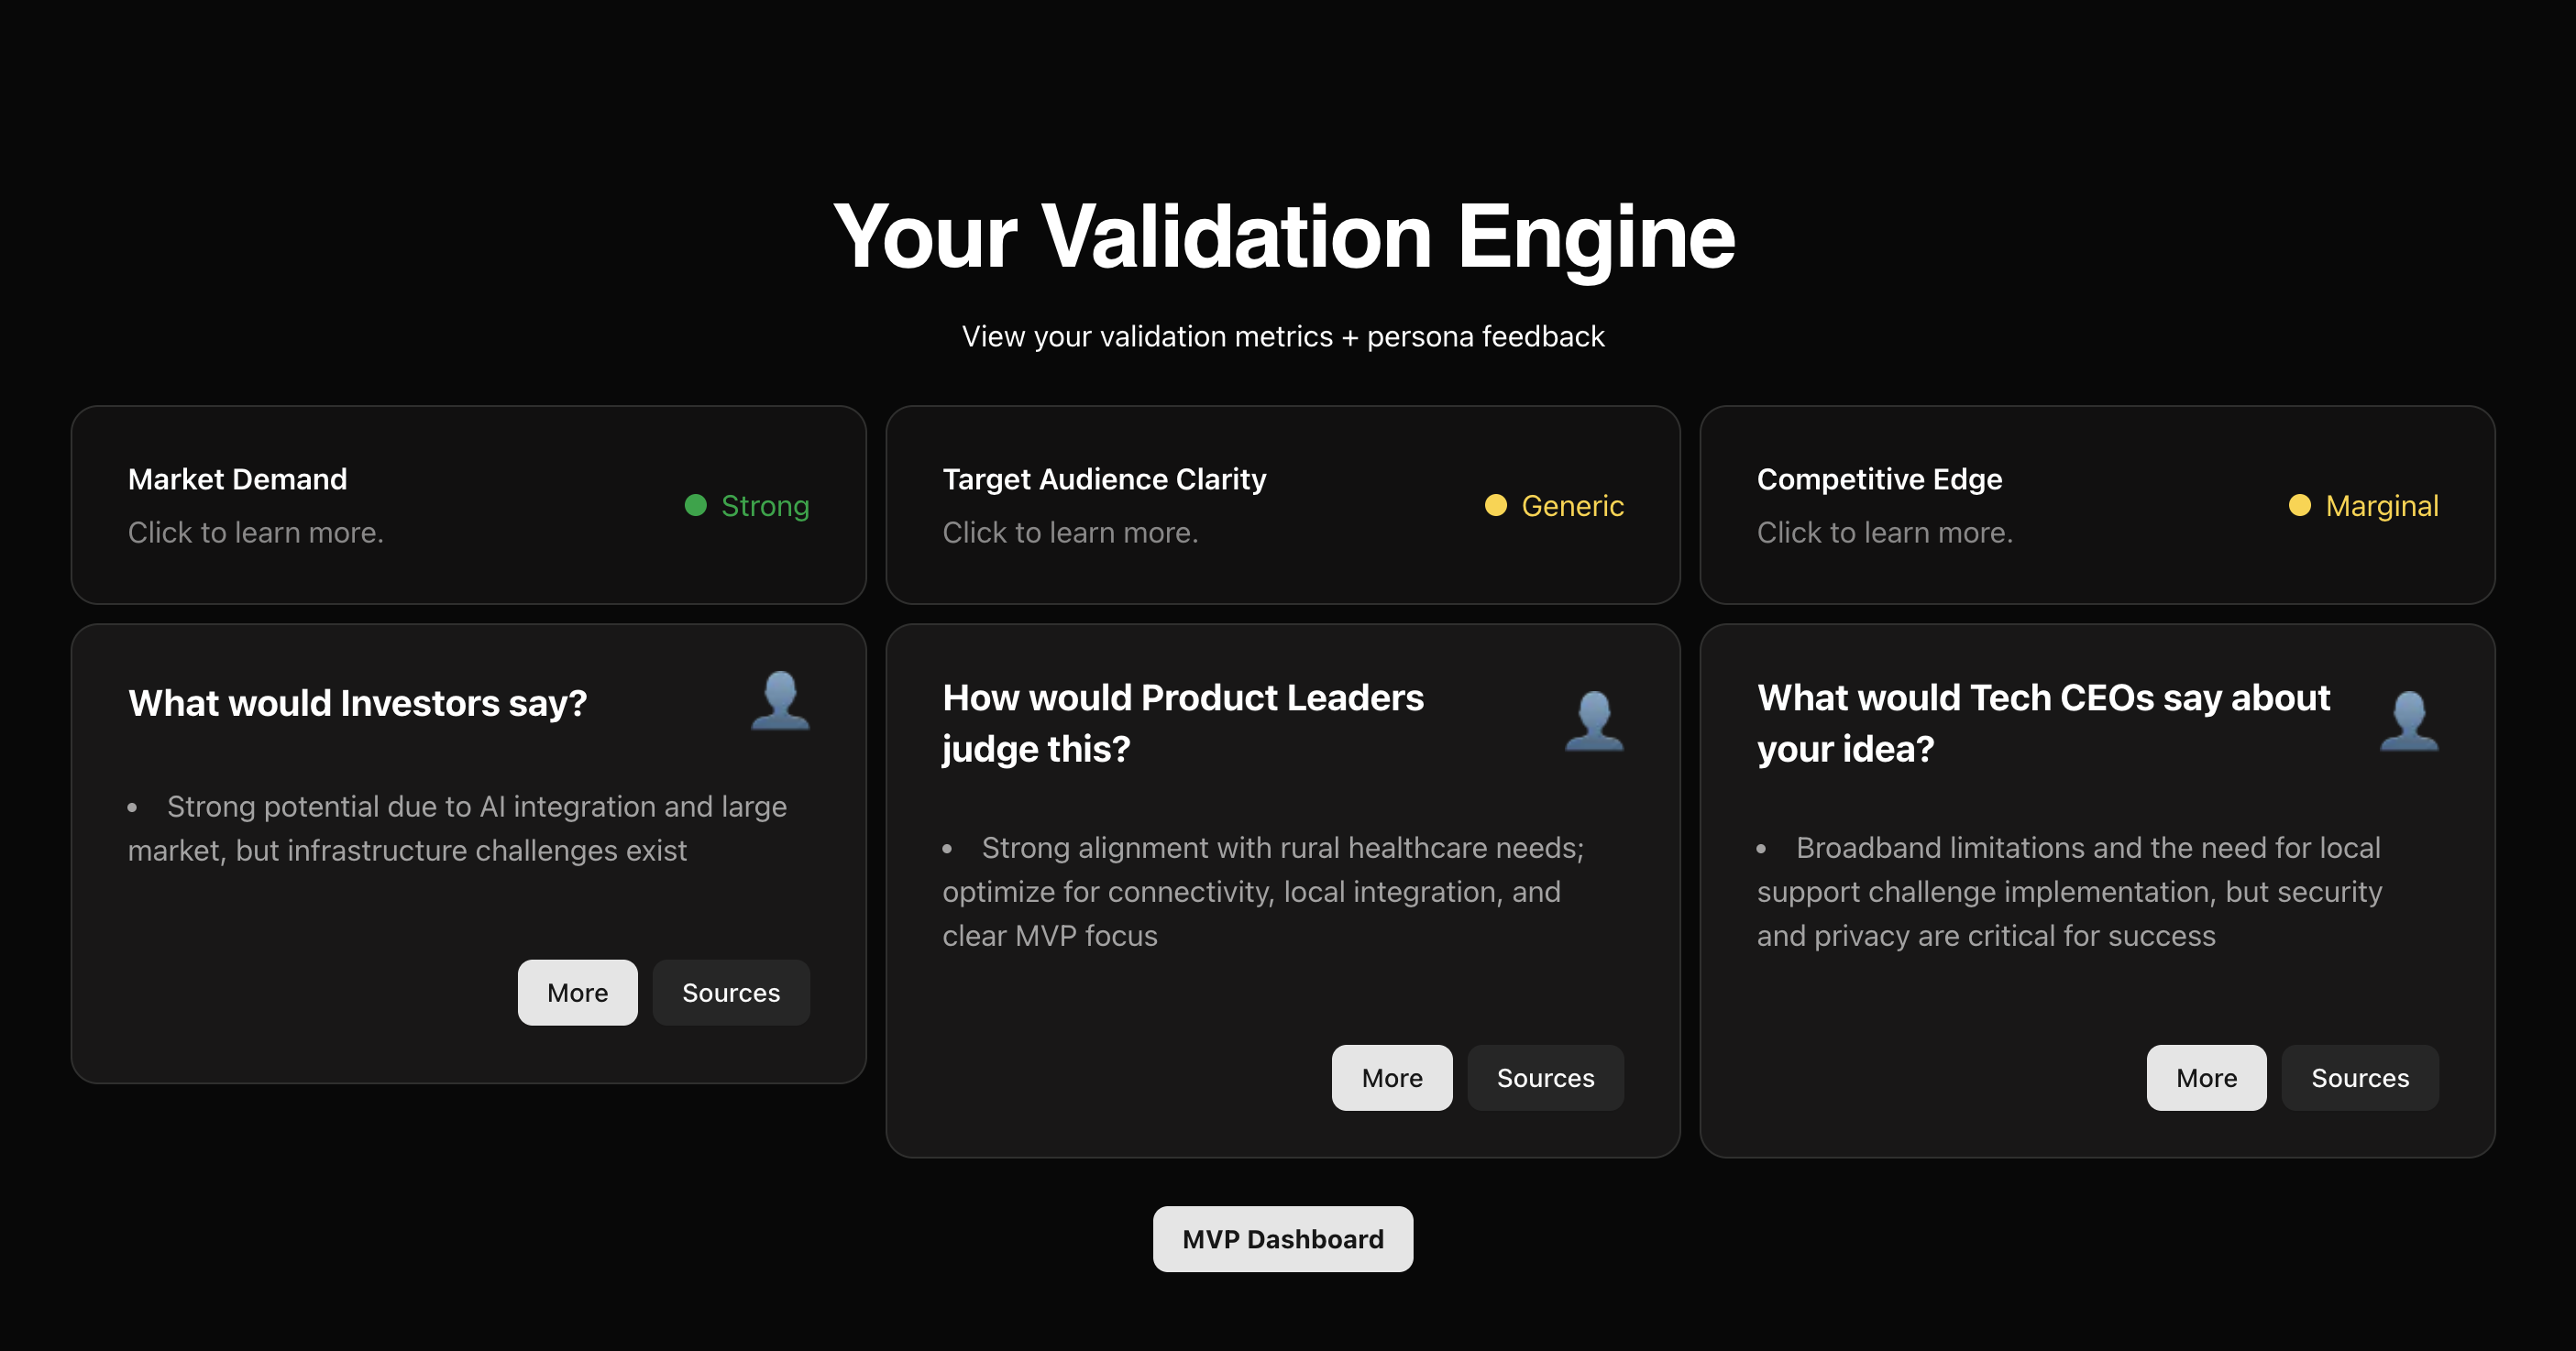 Your Validation Engine
View your validation metrics + persona feedback
Market Demand
Click to learn more.
Strong
Target Audience Clarity
Click to learn more.
Generic
Competitive Edge
Click to learn more.
Marginal
What would Investors say?
• Strong potential due to AI integration and large
market, but infrastructure challenges exist
More
Sources
How would Product Leaders
judge this?
• Strong alignment with rural healthcare needs;
optimize for connectivity, local integration, and
clear MVP focus
More
Sources
What would Tech CEOs say about
your idea?
• Broadband limitations and the need for local
support challenge implementation, but security
and privacy are critical for success
More
Sources
MVP Dashboard